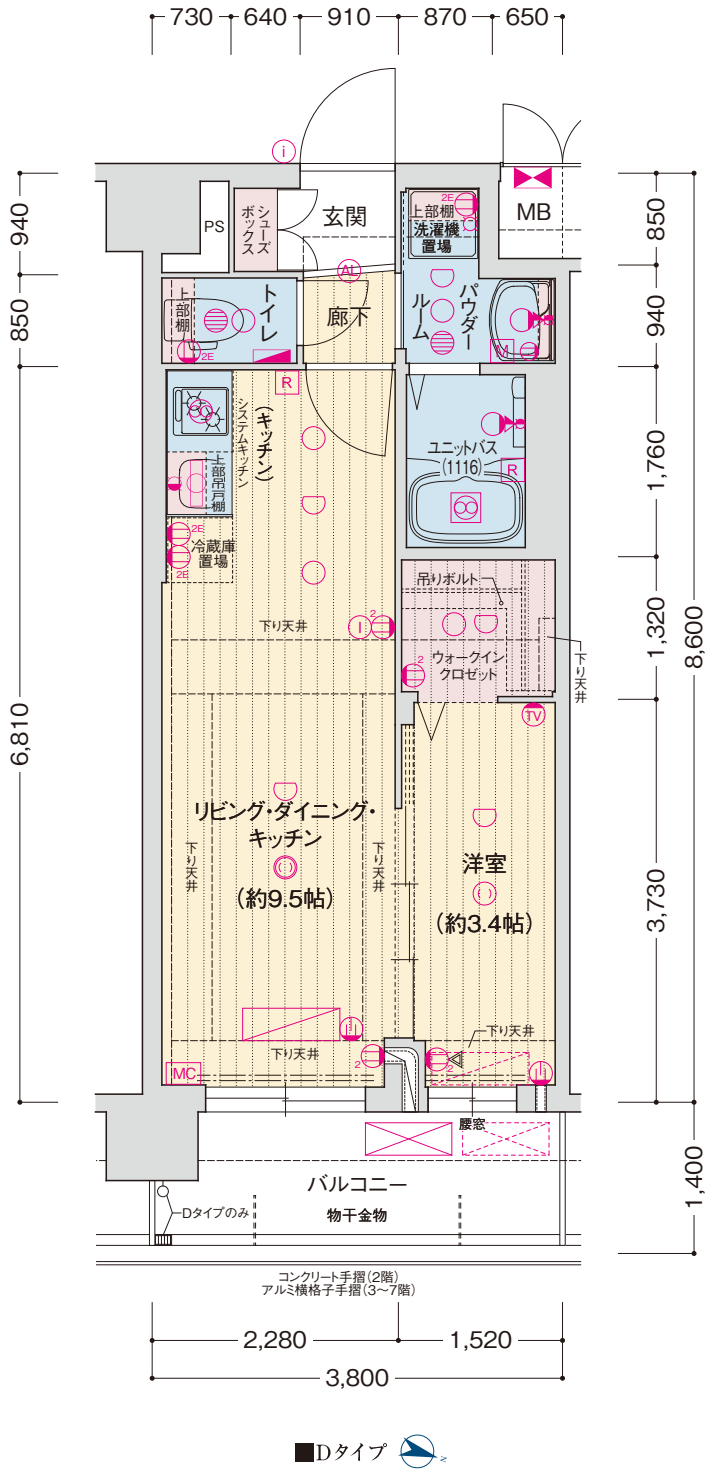 730 640 910 870 650
940
850
6,810
850
940
1,760
1,320
3,730
8,600
1,400
i
PS
シューズ
ボックス
玄関
2E
上部棚
洗濯機
置場
MB
AL
上部棚
トイレ
2E
廊下
パウダー
ルーム
M
R
(キッチン)
システムキッチン
上部吊戸棚
2E
冷蔵庫
置場
2E
ユニットバス
(1116)
R
吊りボルト
下り天井
I
2
2
ウォークイン
クロゼット
下り天井
TV
リビング・ダイニング・
キッチン
(約9.5帖)
下り天井
下り天井
洋室
(約3.4帖)
下り天井
下り天井
2
2
MC
腰窓
バルコニー
Dタイプのみ
物干金物
コンクリート手摺(2階)
アルミ横格子手摺(3〜7階)
2,280 1,520
3,800
■Dタイプ